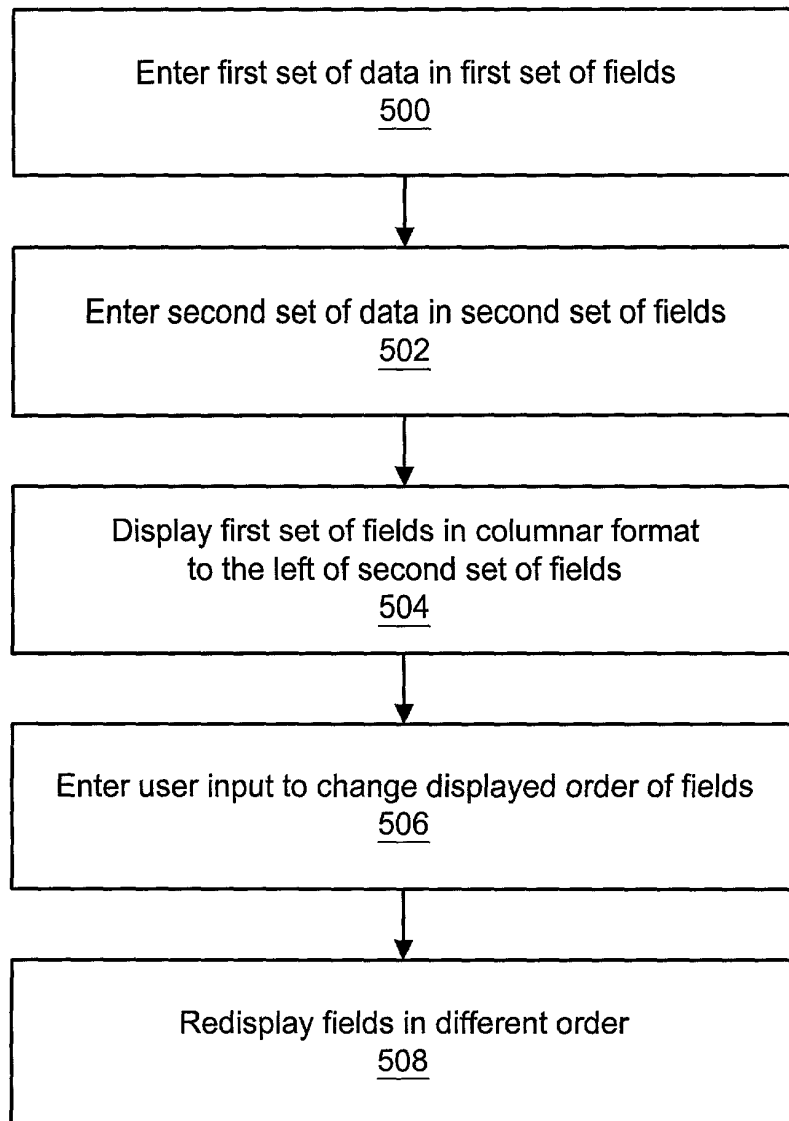 Enter first set of data in first set of fields
500
Enter second set of data in second set of fields
502
Display first set of fields in columnar format
to the left of second set of fields
504
Enter user input to change displayed order of fields
506
Redisplay fields in different order
508